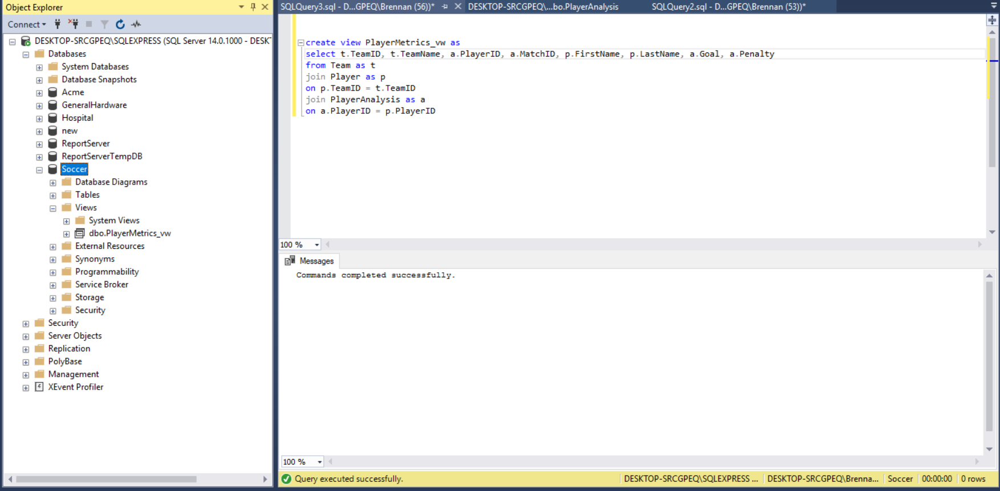 Object Explorer
Connect
DESKTOP-SRCGPEQ\SQLEXPRESS (SQL Server 14.0.1000 - DESK
Databases
System Databases
Database Snapshots
Acme
GeneralHardware
Hospital
new
ReportServer
ReportServerTempDB
Soccer
Database Diagrams
Tables
Views
System Views
dbo.PlayerMetrics_vw
External Resources
Synonyms
Programmability
Service Broker
Storage
Security
Security
Server Objects
Replication
PolyBase
Management
XEvent Profiler
SQLQuery3.sql - D...GPEQ\Brennan (56))*
DESKTOP-SRCGPEQ\...bo.PlayerAnalysis
SQLQuery2.sql - D...GPEQ\Brennan (53))*
create view PlayerMetrics_vw as
select t.TeamID, t.TeamName, a.PlayerID, a.MatchID, p.FirstName, p.LastName, a.Goal, a.Penalty
from Team as t
join Player as p
on p.TeamID = t.TeamID
join PlayerAnalysis as a
on a.PlayerID = p.PlayerID
100 %
Messages
Commands completed successfully.
100 %
Query executed successfully.
DESKTOP-SRCGPEQ\SQLEXPRESS ...
DESKTOP-SRCGPEQ\Brenna...
Soccer
00:00:00
0 rows